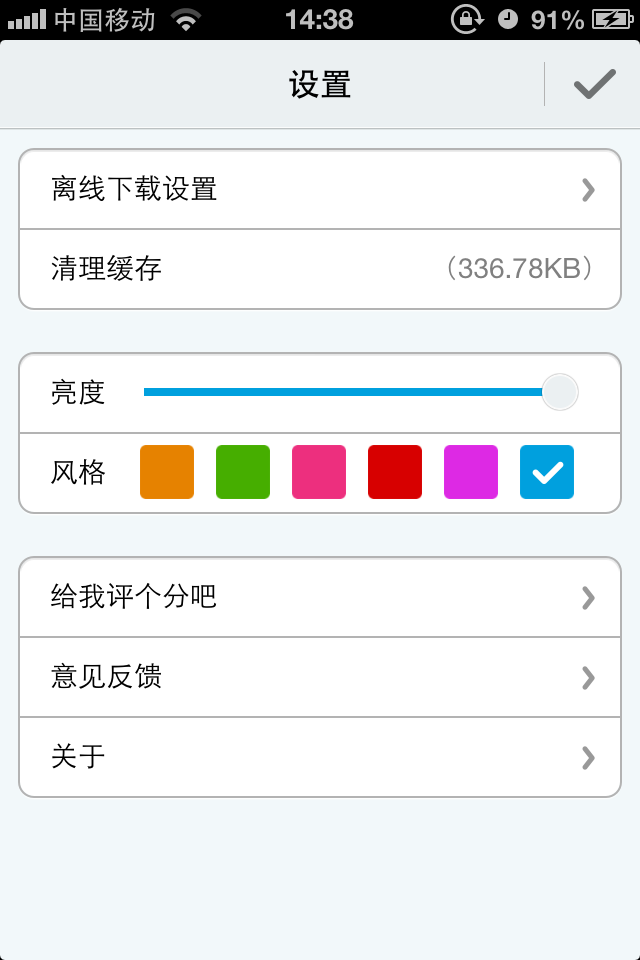 中国移动 14:38 91%
设置
离线下载设置
清理缓存 （336.78KB）
亮度
风格
给我评个分吧
意见反馈
关于